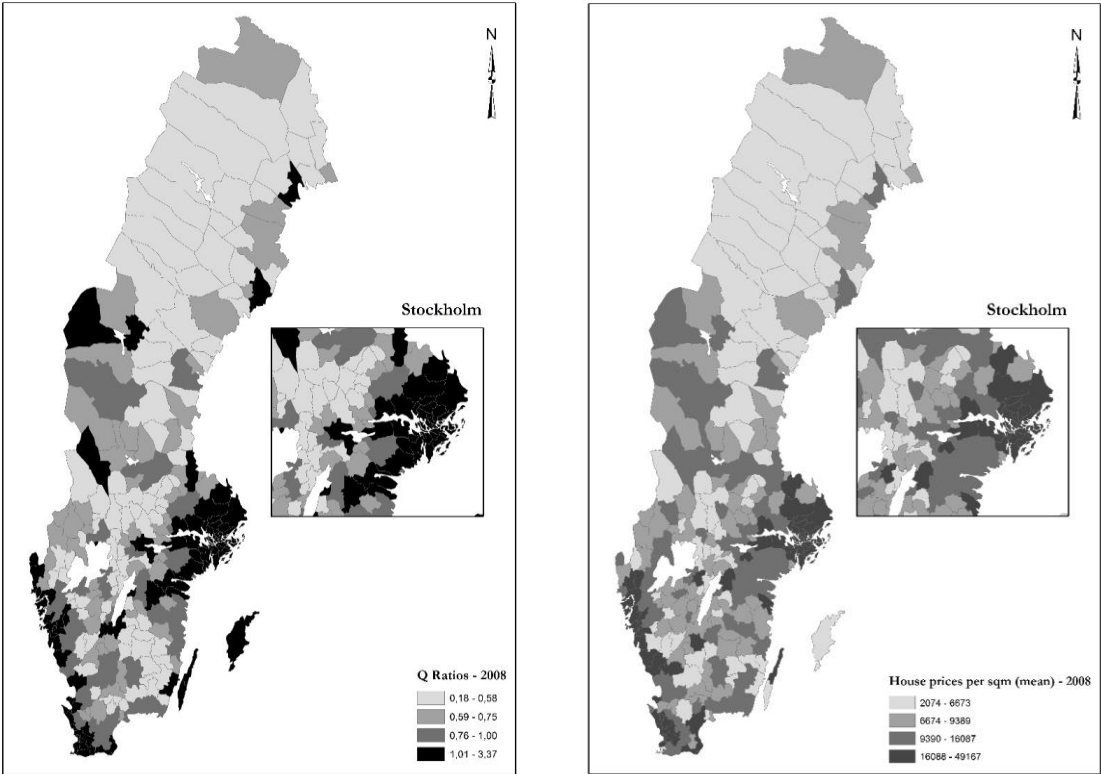 N
Stockholm
Q Ratios - 2008
0,18 - 0,58
0,59 - 0,75
0,76 - 1,00
1,01 - 3,37
N
Stockholm
House prices per sqm (mean) - 2008
2074 - 6673
6674 - 9389
9390 - 16087
16088 - 49167